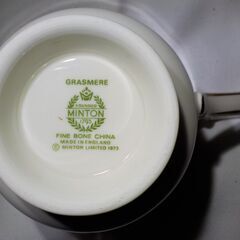 GRASMERE
MINTON
FINE BONE CHINA
MADE IN ENGLAND
© MINTON LIMITED 1973